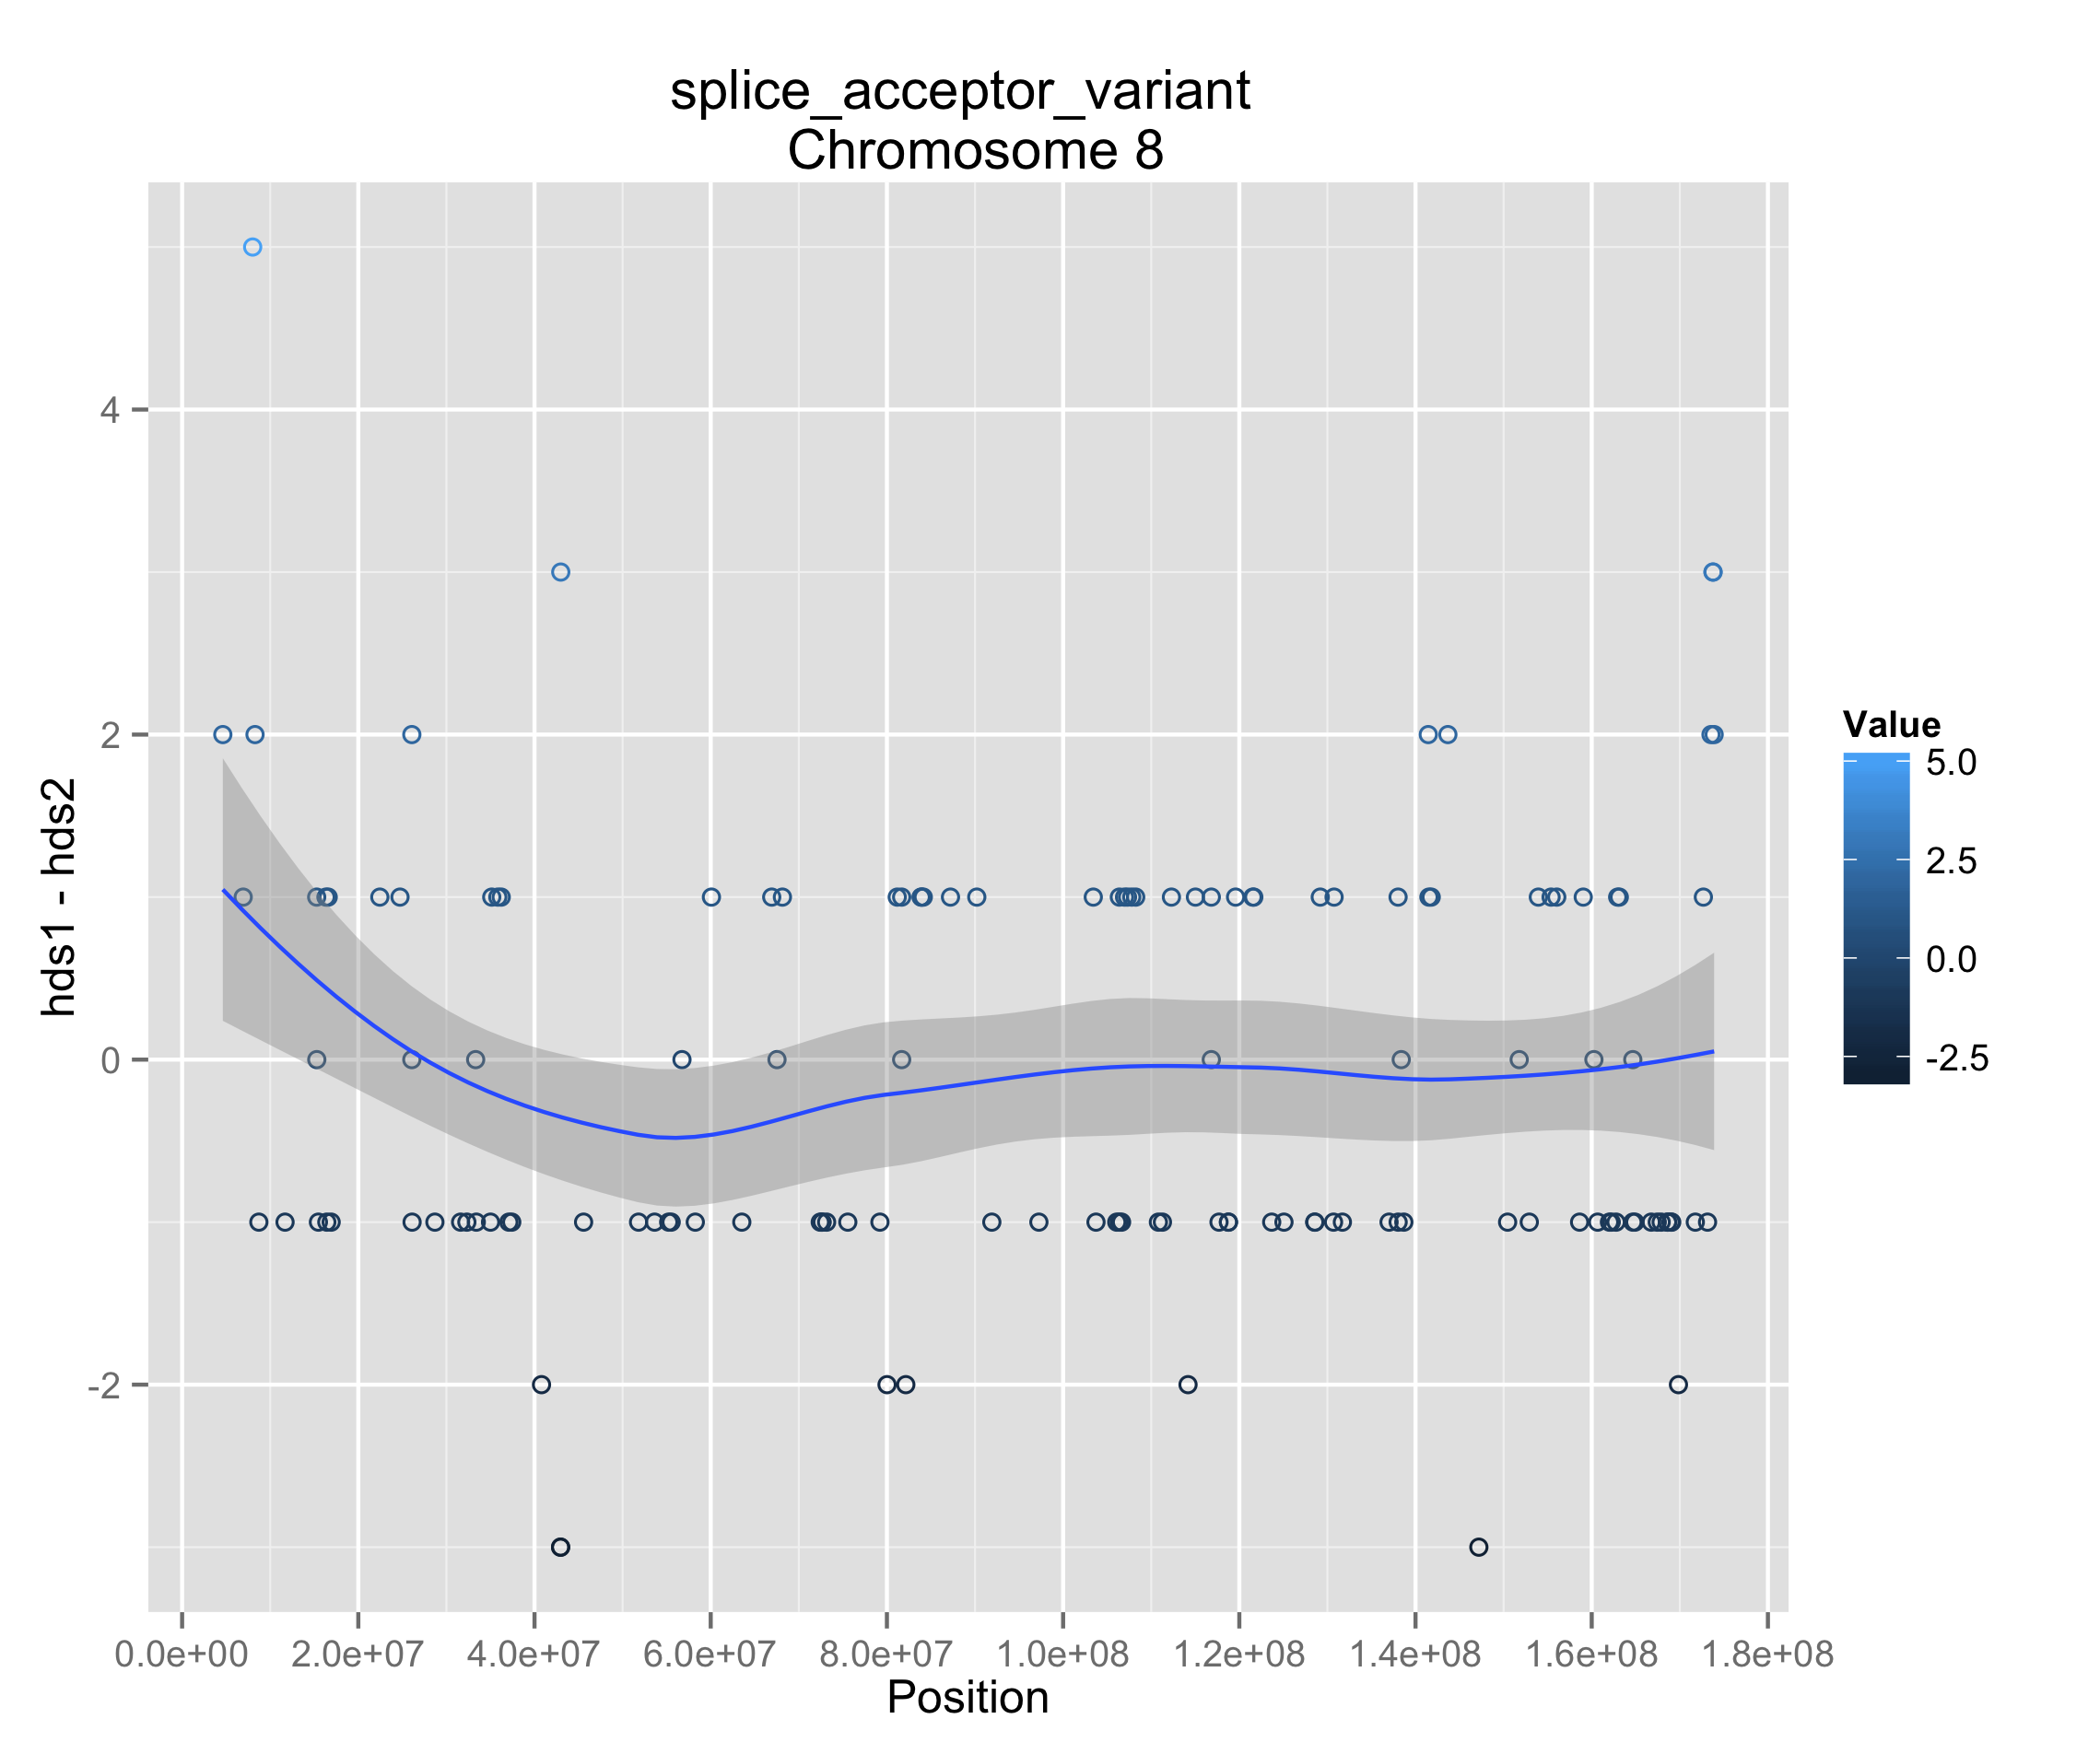 splice_acceptor_variant
Chromosome 8
hds1 - hds2
4
2
0
-2
0.0e+00 2.0e+07 4.0e+07 6.0e+07 8.0e+07 1.0e+08 1.2e+08 1.4e+08 1.6e+08 1.8e+08
Position
Value
5.0
2.5
0.0
-2.5